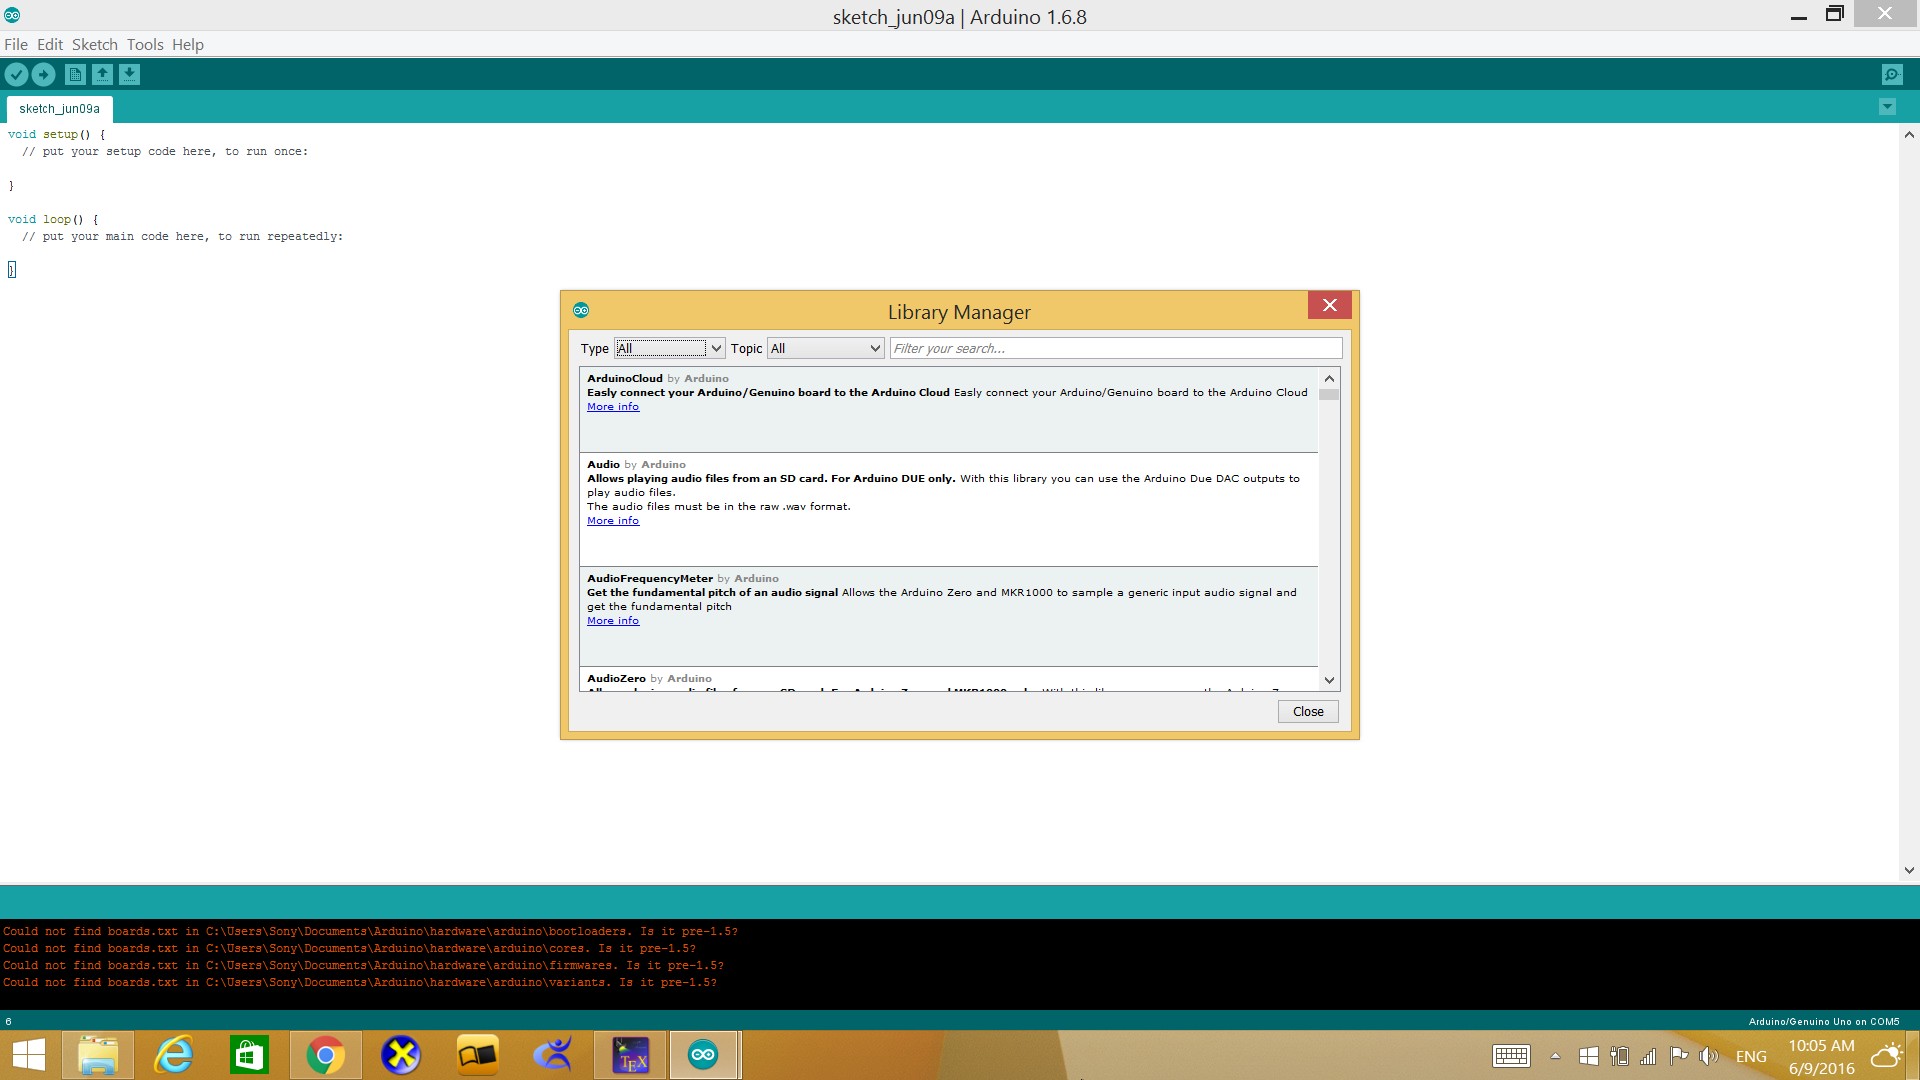 sketch_jun09a | Arduino 1.6.8
File Edit Sketch Tools Help
sketch_jun09a
void setup() {
// put your setup code here, to run once:
}
void loop() {
// put your main code here, to run repeatedly:
}
Library Manager
Type All Topic All Filter your search...
ArduinoCloud by Arduino
Easly connect your Arduino/Genuino board to the Arduino Cloud Easly connect your Arduino/Genuino board to the Arduino Cloud
More info
Audio by Arduino
Allows playing audio files from an SD card. For Arduino DUE only. With this library you can use the Arduino Due DAC outputs to
play audio files.
The audio files must be in the raw .wav format.
More info
AudioFrequencyMeter by Arduino
Get the fundamental pitch of an audio signal Allows the Arduino Zero and MKR1000 to sample a generic input audio signal and
get the fundamental pitch
More info
AudioZero by Arduino
Close
Could not find boards.txt in C:\Users\Sony\Documents\Arduino\hardware\arduino\bootloaders. Is it pre-1.5?
Could not find boards.txt in C:\Users\Sony\Documents\Arduino\hardware\arduino\cores. Is it pre-1.5?
Could not find boards.txt in C:\Users\Sony\Documents\Arduino\hardware\arduino\firmwares. Is it pre-1.5?
Could not find boards.txt in C:\Users\Sony\Documents\Arduino\hardware\arduino\variants. Is it pre-1.5?
6
Arduino/Genuino Uno on COM5
TEX
ENG
10:05 AM
6/9/2016